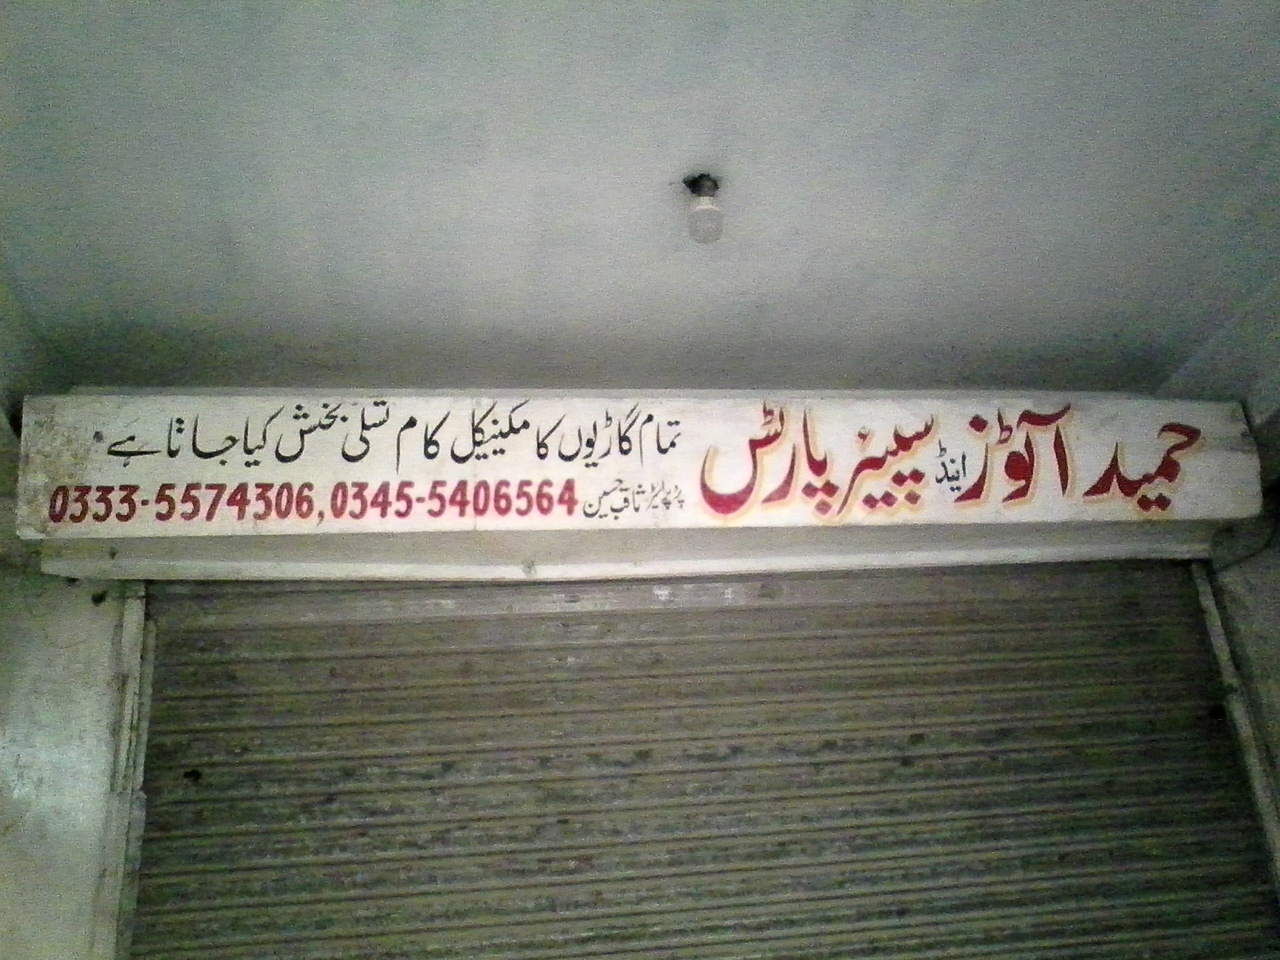 حمید آٹوز اینڈ سپیئر پارٹس
تمام گاڑیوں کا مکینیکل کام تسلی بخش کیا جاتا ہے
پروپرائیٹر ثاقب حسین 0333-5574306, 0345-5406564